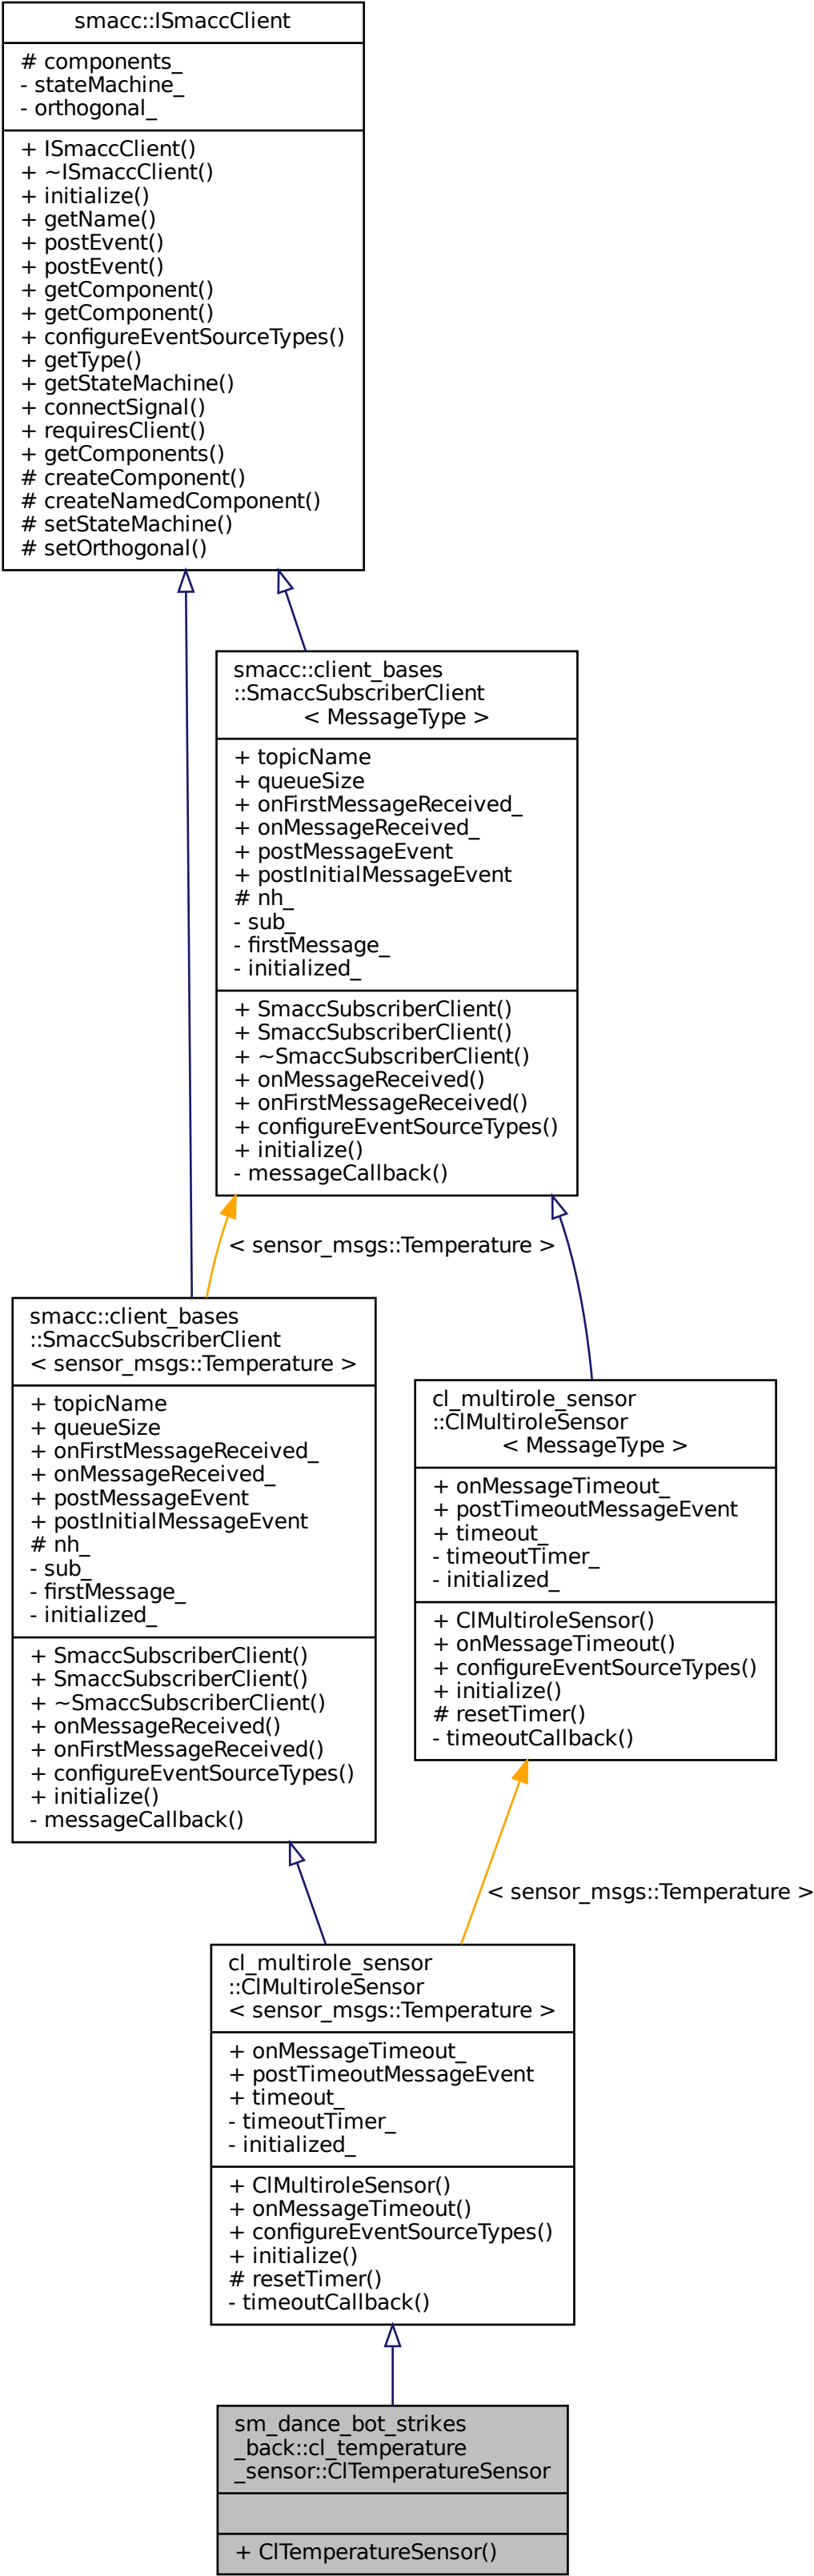 smacc::ISmaccClient
# components_
- stateMachine_
- orthogonal_
+ ISmaccClient()
+ ~ISmaccClient()
+ initialize()
+ getName()
+ postEvent()
+ postEvent()
+ getComponent()
+ getComponent()
+ configureEventSourceTypes()
+ getType()
+ getStateMachine()
+ connectSignal()
+ requiresClient()
+ getComponents()
# createComponent()
# createNamedComponent()
# setStateMachine()
# setOrthogonal()
smacc::client_bases
::SmaccSubscriberClient
< MessageType >
+ topicName
+ queueSize
+ onFirstMessageReceived_
+ onMessageReceived_
+ postMessageEvent
+ postInitialMessageEvent
# nh_
- sub_
- firstMessage_
- initialized_
+ SmaccSubscriberClient()
+ SmaccSubscriberClient()
+ ~SmaccSubscriberClient()
+ onMessageReceived()
+ onFirstMessageReceived()
+ configureEventSourceTypes()
+ initialize()
- messageCallback()
< sensor_msgs::Temperature >
smacc::client_bases
::SmaccSubscriberClient
< sensor_msgs::Temperature >
+ topicName
+ queueSize
+ onFirstMessageReceived_
+ onMessageReceived_
+ postMessageEvent
+ postInitialMessageEvent
# nh_
- sub_
- firstMessage_
- initialized_
+ SmaccSubscriberClient()
+ SmaccSubscriberClient()
+ ~SmaccSubscriberClient()
+ onMessageReceived()
+ onFirstMessageReceived()
+ configureEventSourceTypes()
+ initialize()
- messageCallback()
cl_multirole_sensor
::ClMultiroleSensor
< MessageType >
+ onMessageTimeout_
+ postTimeoutMessageEvent
+ timeout_
- timeoutTimer_
- initialized_
+ ClMultiroleSensor()
+ onMessageTimeout()
+ configureEventSourceTypes()
+ initialize()
# resetTimer()
- timeoutCallback()
< sensor_msgs::Temperature >
cl_multirole_sensor
::ClMultiroleSensor
< sensor_msgs::Temperature >
+ onMessageTimeout_
+ postTimeoutMessageEvent
+ timeout_
- timeoutTimer_
- initialized_
+ ClMultiroleSensor()
+ onMessageTimeout()
+ configureEventSourceTypes()
+ initialize()
# resetTimer()
- timeoutCallback()
sm_dance_bot_strikes
_back::cl_temperature
_sensor::ClTemperatureSensor
+ ClTemperatureSensor()